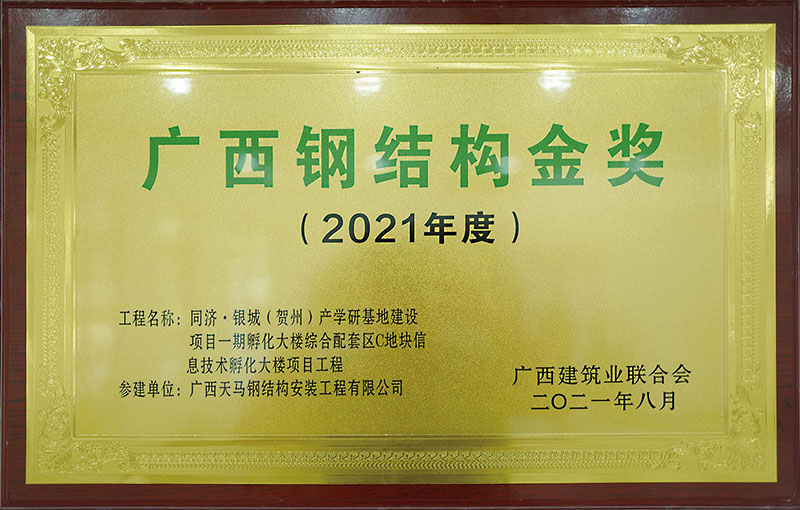 广西钢结构金奖
（2021年度）
工程名称：同济·银城（贺州）产学研基地建设
项目一期孵化大楼综合配套区C地块信
息技术孵化大楼项目工程
参建单位：广西天马钢结构安装工程有限公司
广西建筑业联合会
二〇二一年八月